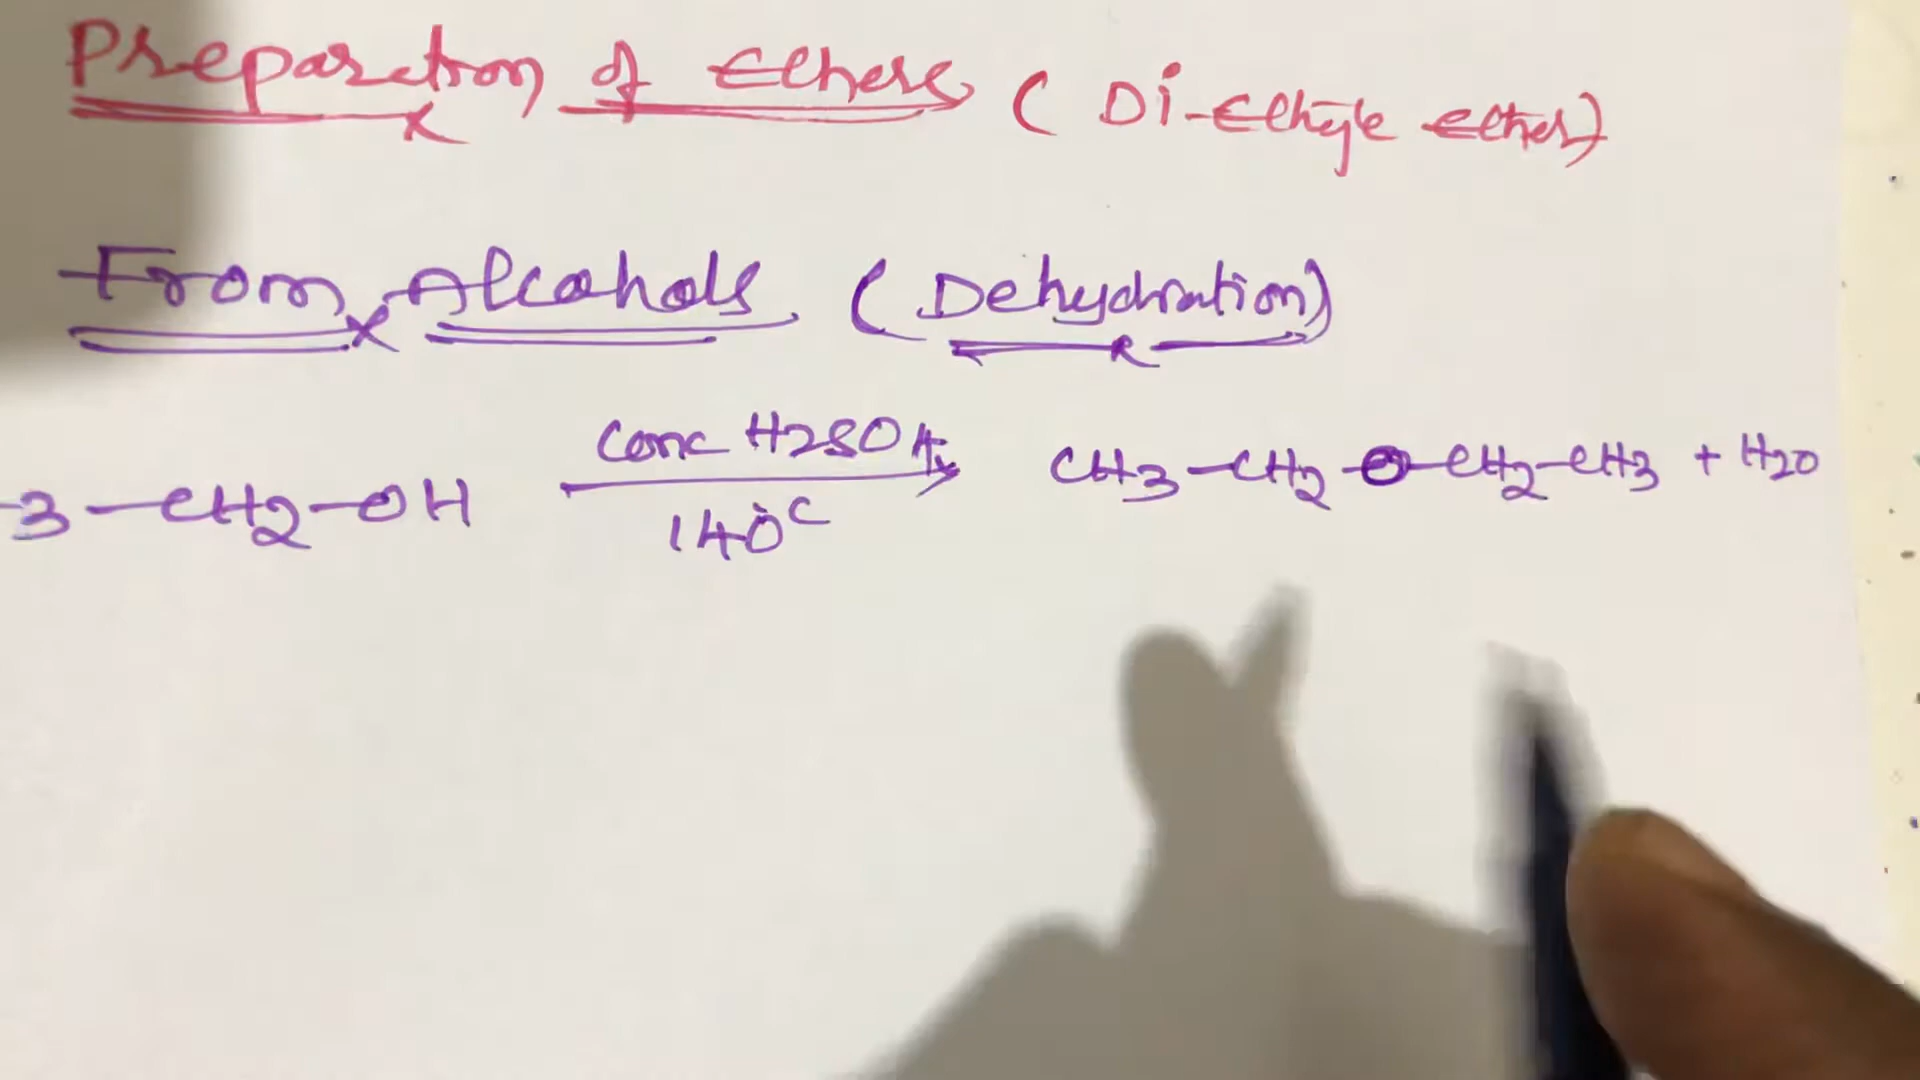 Preparation of Ethers (Di-Ethyle ether)
From Alcohols (Dehydration)
3-CH2-OH conc H2SO4 140°C CH3-CH2-O-CH2-CH3 + H2O